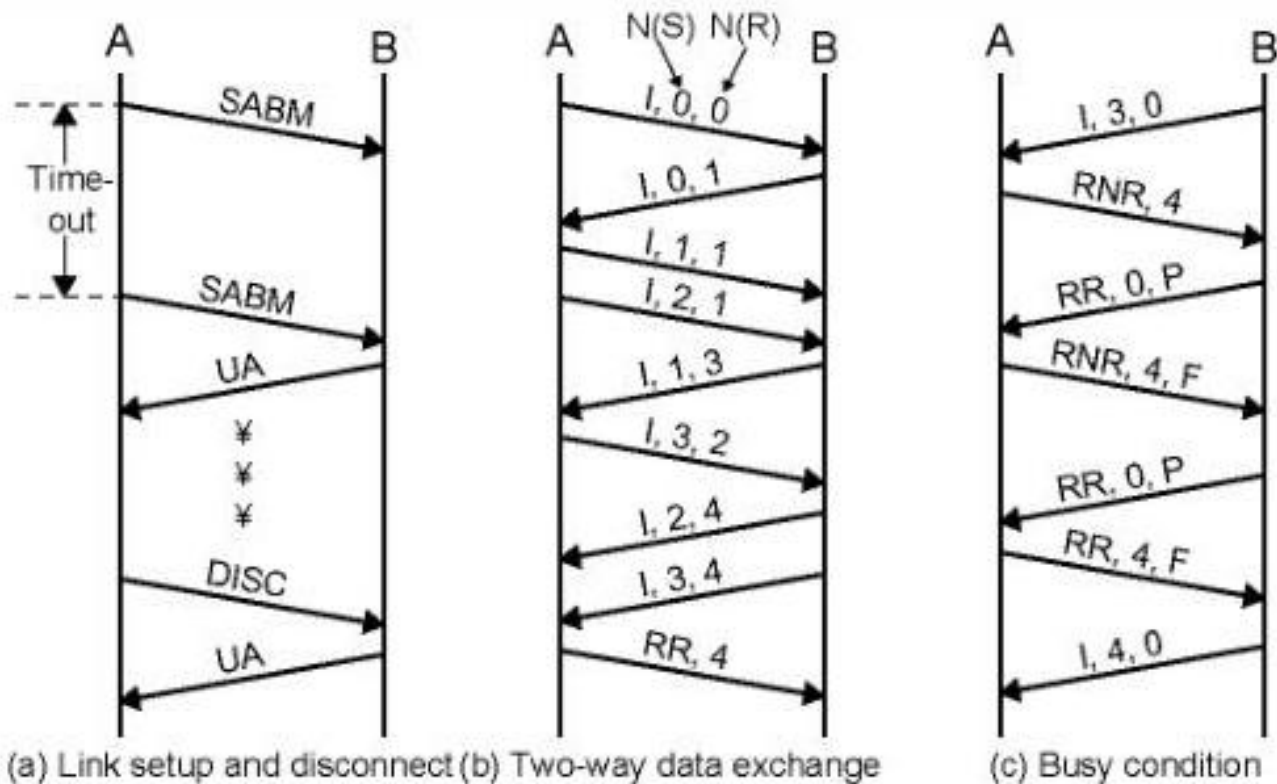 A B
SABM
Time-
out
SABM
UA
¥
¥
¥
DISC
UA
(a) Link setup and disconnect
N(S) N(R)
A B
I, 0, 0
I, 0, 1
I, 1, 1
I, 2, 1
I, 1, 3
I, 3, 2
I, 2, 4
I, 3, 4
RR, 4
(b) Two-way data exchange
A B
I, 3, 0
RNR, 4
RR, 0, P
RNR, 4, F
RR, 0, P
RR, 4, F
I, 4, 0
(c) Busy condition